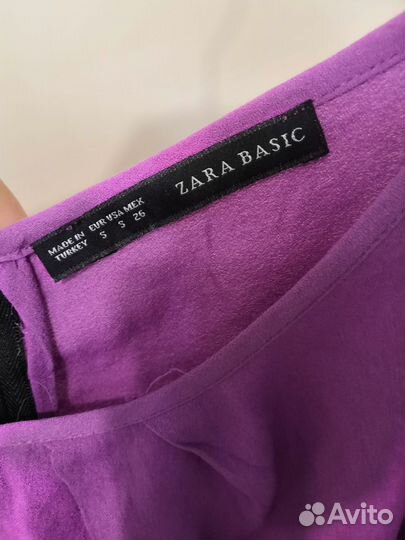 ZARA BASIC
MADE IN EUR USA MEX
TURKEY S S 26
Avito